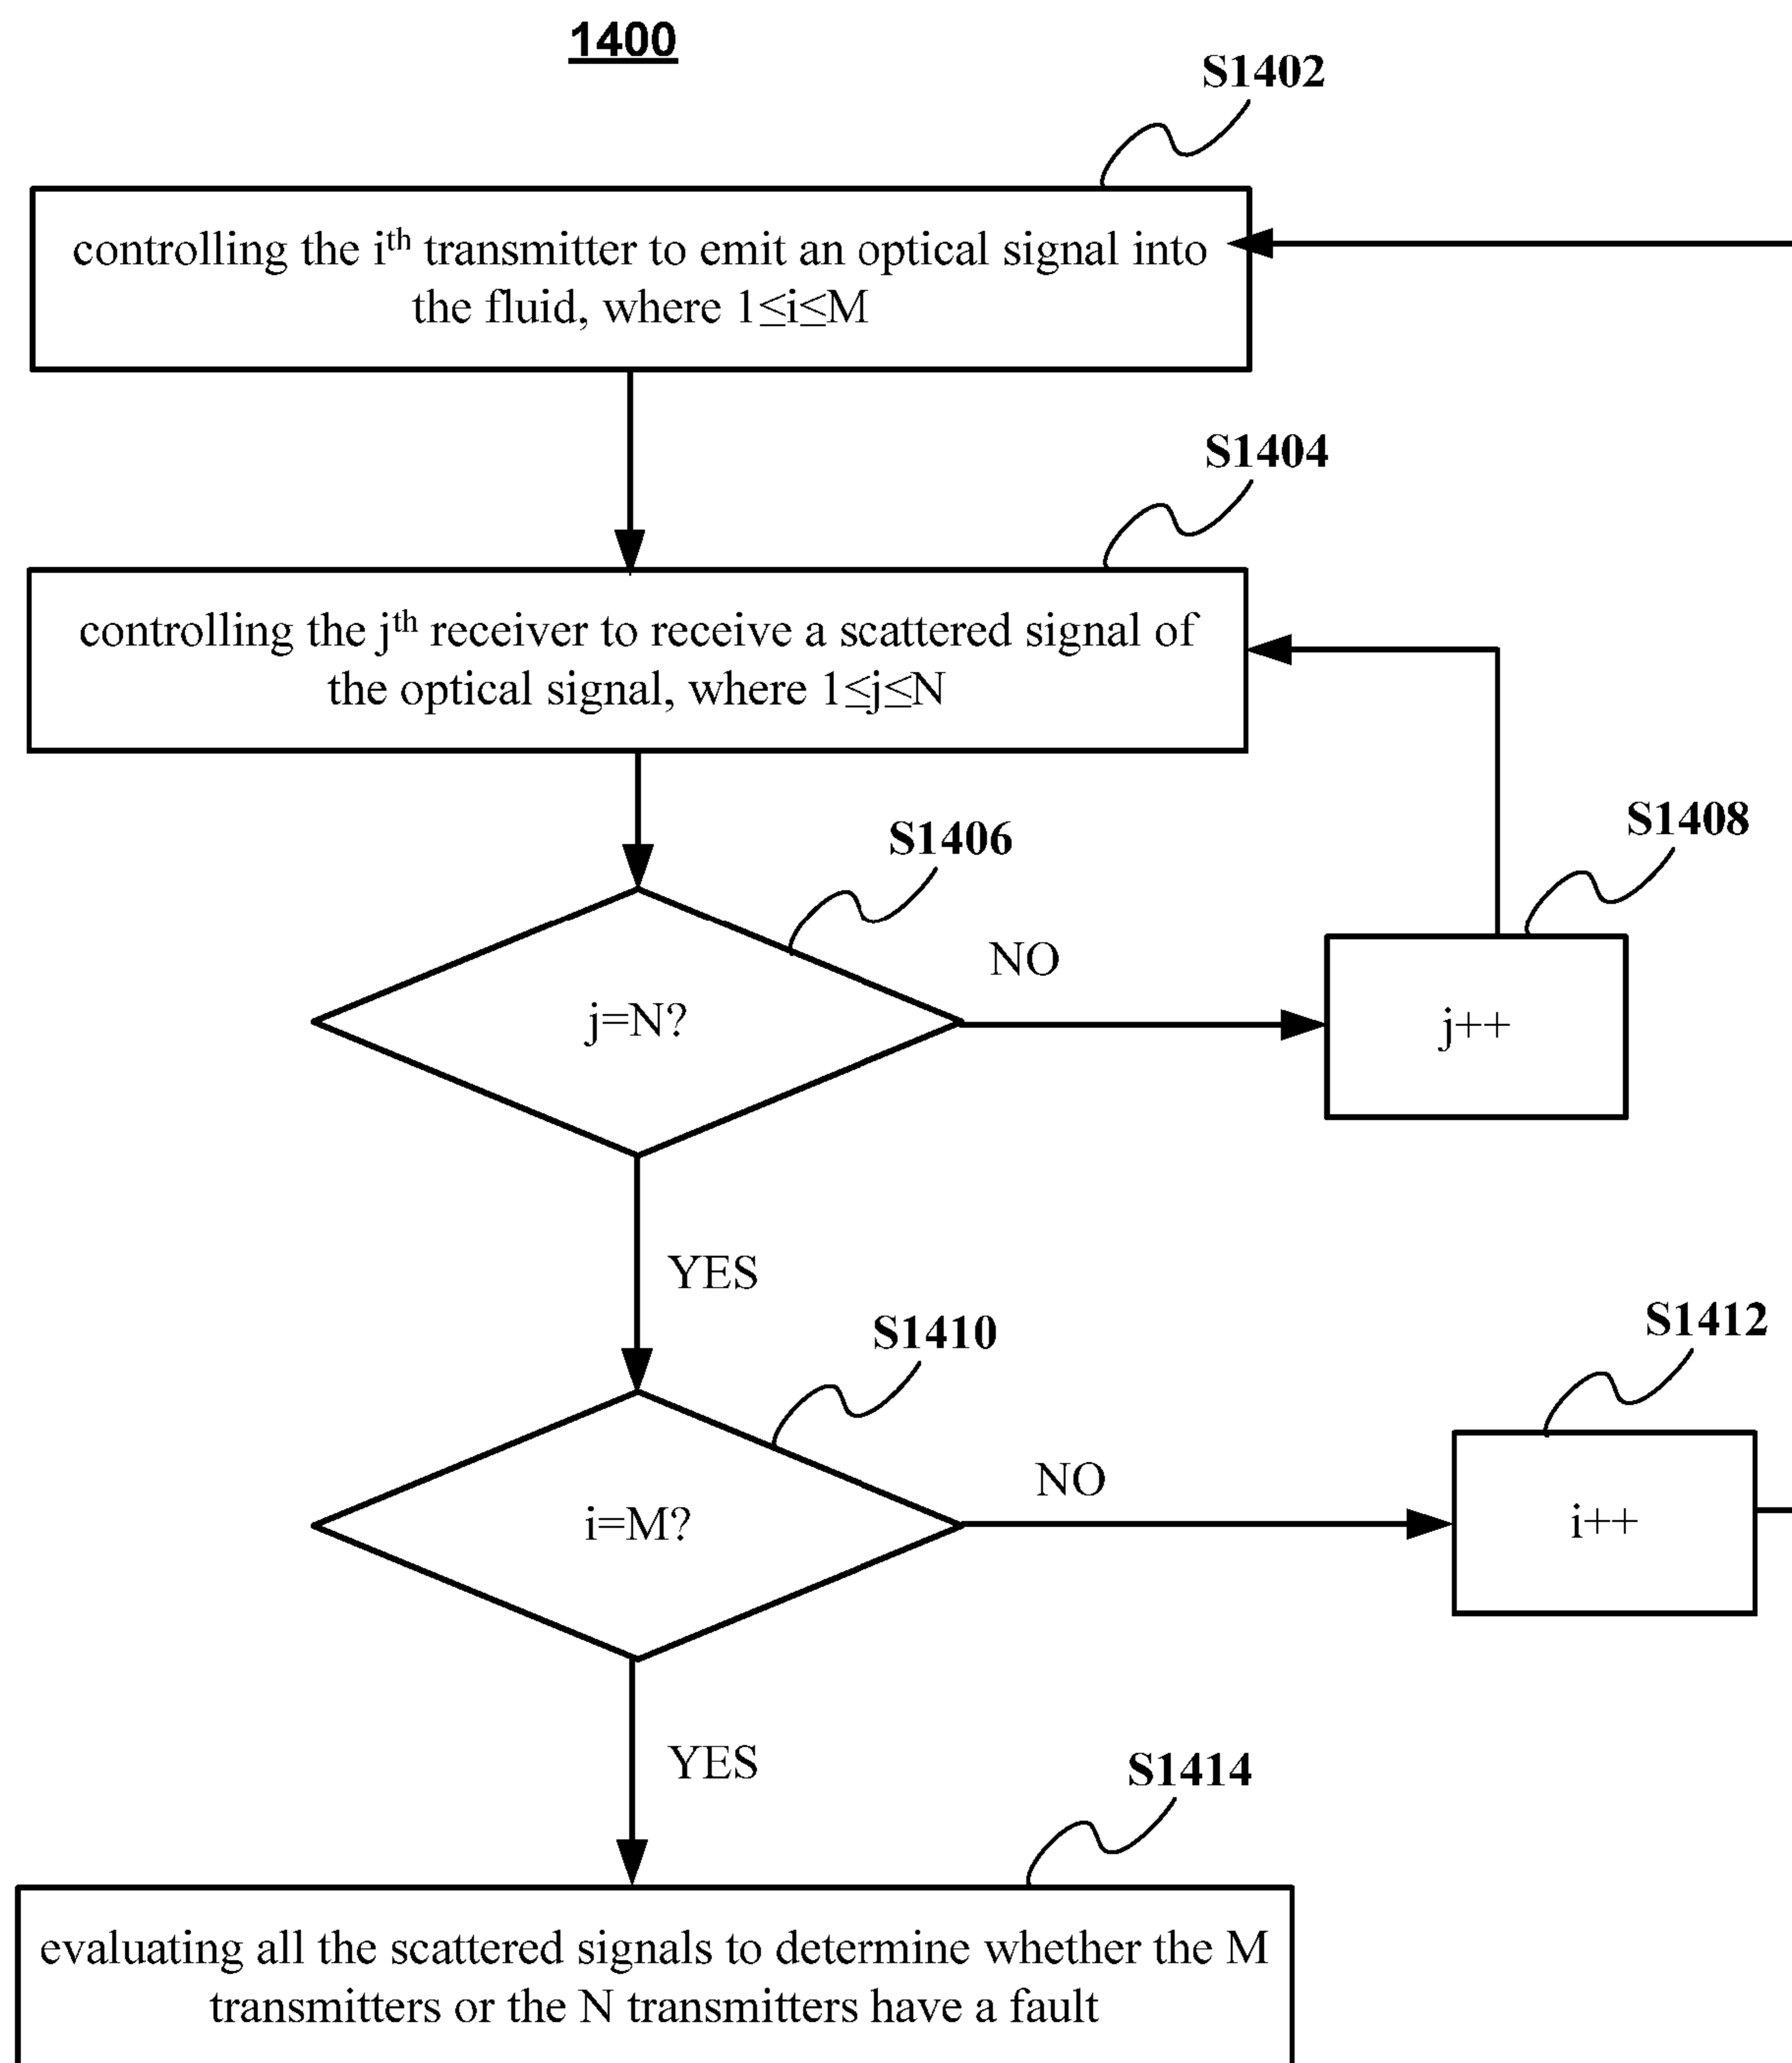 1400
S1402
controlling the iᵗʰ transmitter to emit an optical signal into
the fluid, where 1≤i≤M
S1404
controlling the jᵗʰ receiver to receive a scattered signal of
the optical signal, where 1≤j≤N
S1406
S1408
NO
j=N?
j++
YES
S1410
S1412
NO
i=M?
i++
YES
S1414
evaluating all the scattered signals to determine whether the M
transmitters or the N transmitters have a fault